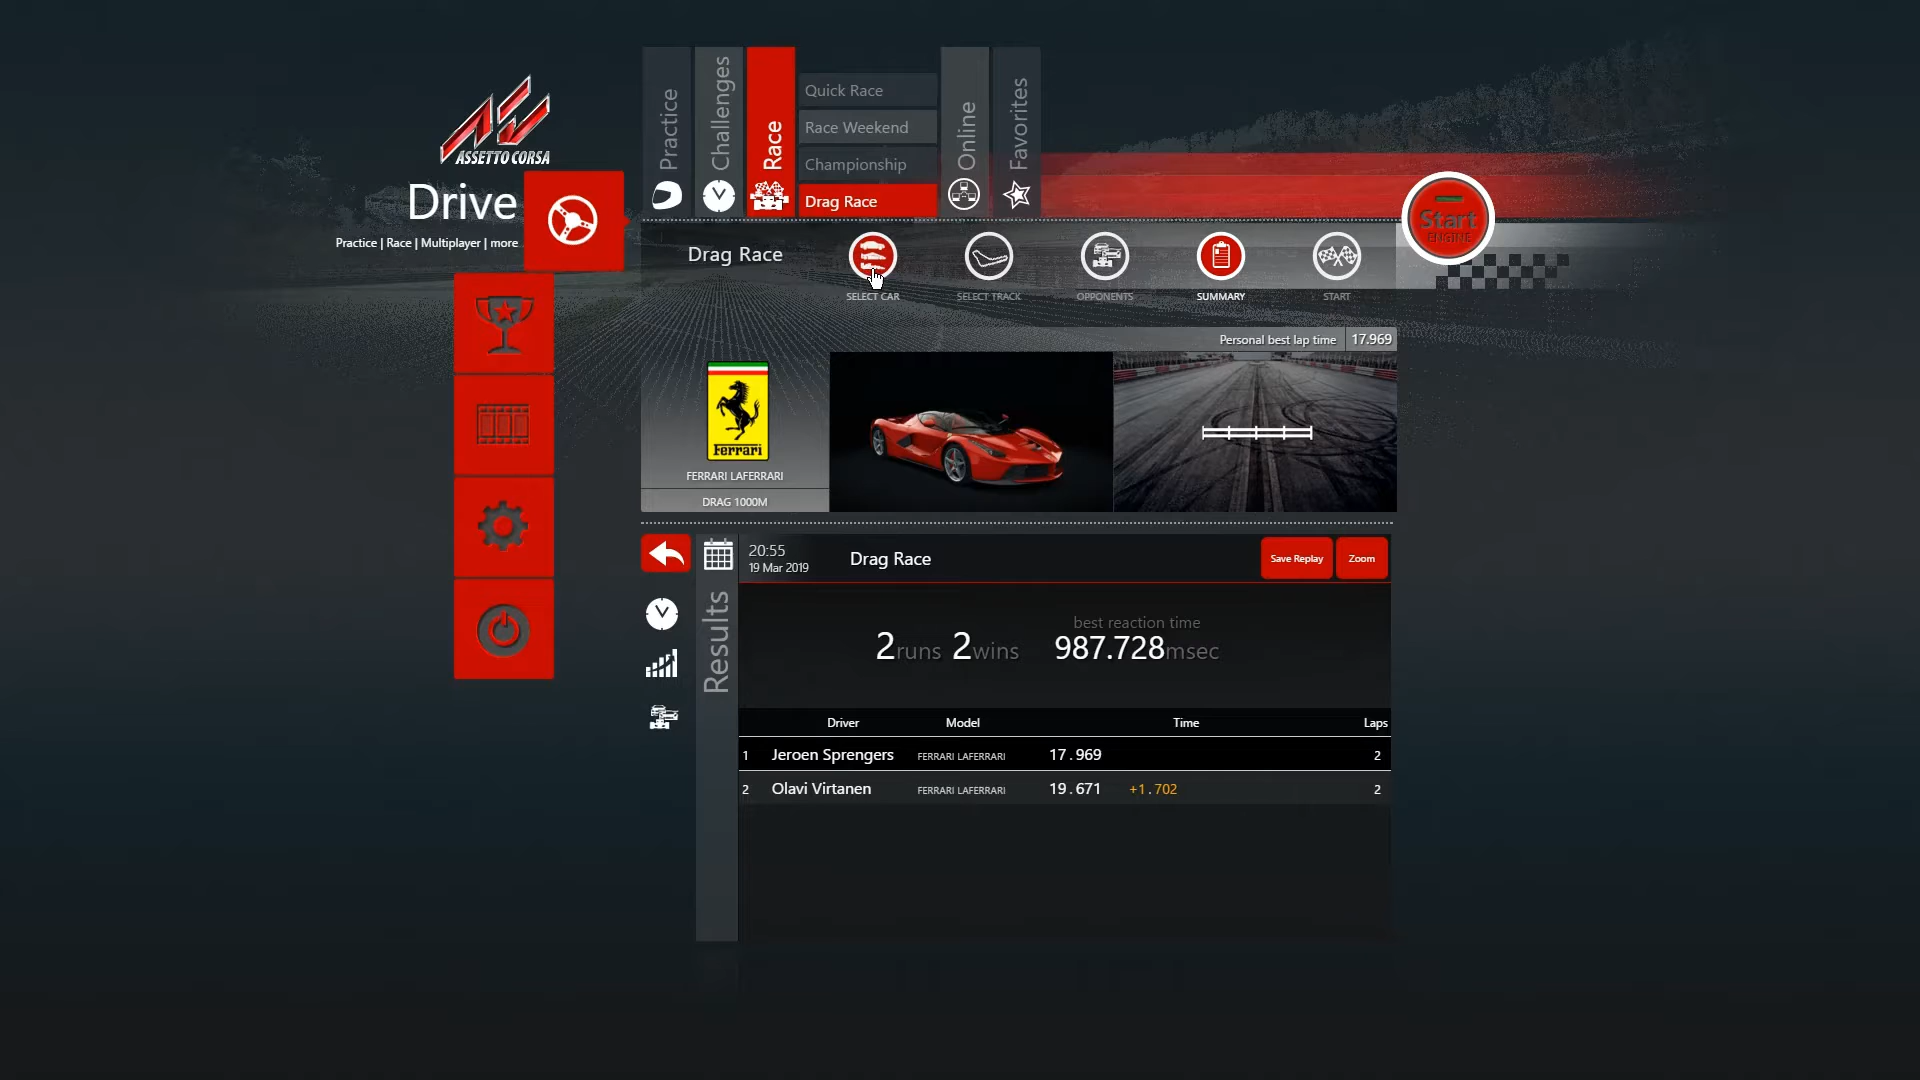 ASSETTO CORSA
Drive
Practice | Race | Multiplayer | more
Practice
Challenges
Race
Quick Race
Race Weekend
Championship
Drag Race
Online
Favorites
Start
ENGINE
Drag Race
SELECT CAR
SELECT TRACK
OPPONENTS
SUMMARY
START
Personal best lap time 17.969
Ferrari
FERRARI LAFERRARI
DRAG 1000M
Results
20:55
19 Mar 2019
Drag Race
Save Replay
Zoom
best reaction time
2runs 2wins 987.728msec
Driver Model Time Laps
1 Jeroen Sprengers FERRARI LAFERRARI 17.969 2
2 Olavi Virtanen FERRARI LAFERRARI 19.671 +1.702 2